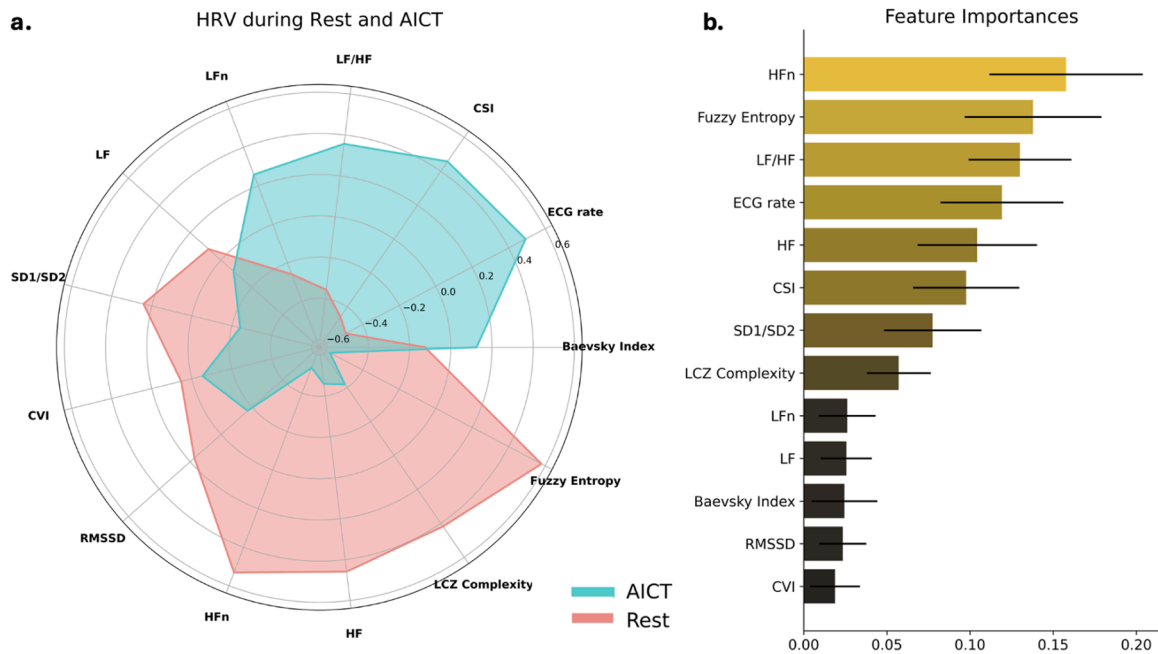 a.
HRV during Rest and AICT
LF/HF
LFn
CSI
LF
ECG rate
0.6
0.4
0.2
0.0
−0.2
−0.4
−0.6
SD1/SD2
Baevsky Index
CVI
Fuzzy Entropy
RMSSD
LCZ Complexity
HFn
HF
AICT
Rest
b.
Feature Importances
HFn
Fuzzy Entropy
LF/HF
ECG rate
HF
CSI
SD1/SD2
LCZ Complexity
LFn
LF
Baevsky Index
RMSSD
CVI
0.00 0.05 0.10 0.15 0.20